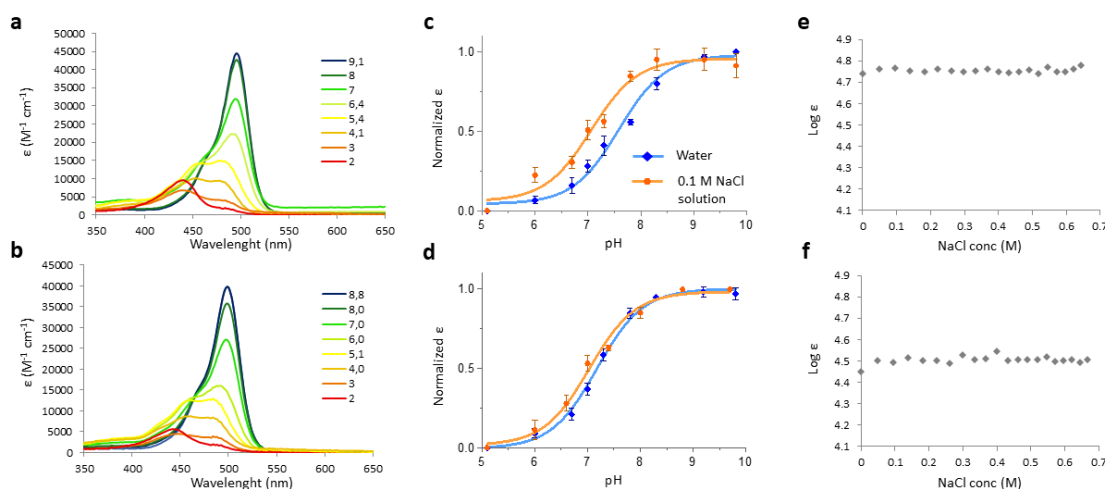 a
50000
45000
40000
35000
30000
25000
20000
15000
10000
5000
0
ε (M⁻¹ cm⁻¹)
350 400 450 500 550 600 650
Wavelenght (nm)
9,1
8
7
6,4
5,4
4,1
3
2
b
45000
40000
35000
30000
25000
20000
15000
10000
5000
0
ε (M⁻¹ cm⁻¹)
350 400 450 500 550 600 650
Wavelenght (nm)
8,8
8,0
7,0
6,0
5,1
4,0
3
2
c
1.0
0.5
0.0
Normalized ε
5 6 7 8 9 10
pH
Water
0.1 M NaCl
solution
d
1.0
0.5
0.0
Normalized ε
5 6 7 8 9 10
pH
e
4.9
4.8
4.7
4.6
4.5
4.4
4.3
4.2
4.1
Log ε
0 0.1 0.2 0.3 0.4 0.5 0.6 0.7
NaCl conc (M)
f
4.9
4.8
4.7
4.6
4.5
4.4
4.3
4.2
4.1
Log ε
0 0.1 0.2 0.3 0.4 0.5 0.6 0.7
NaCl conc (M)